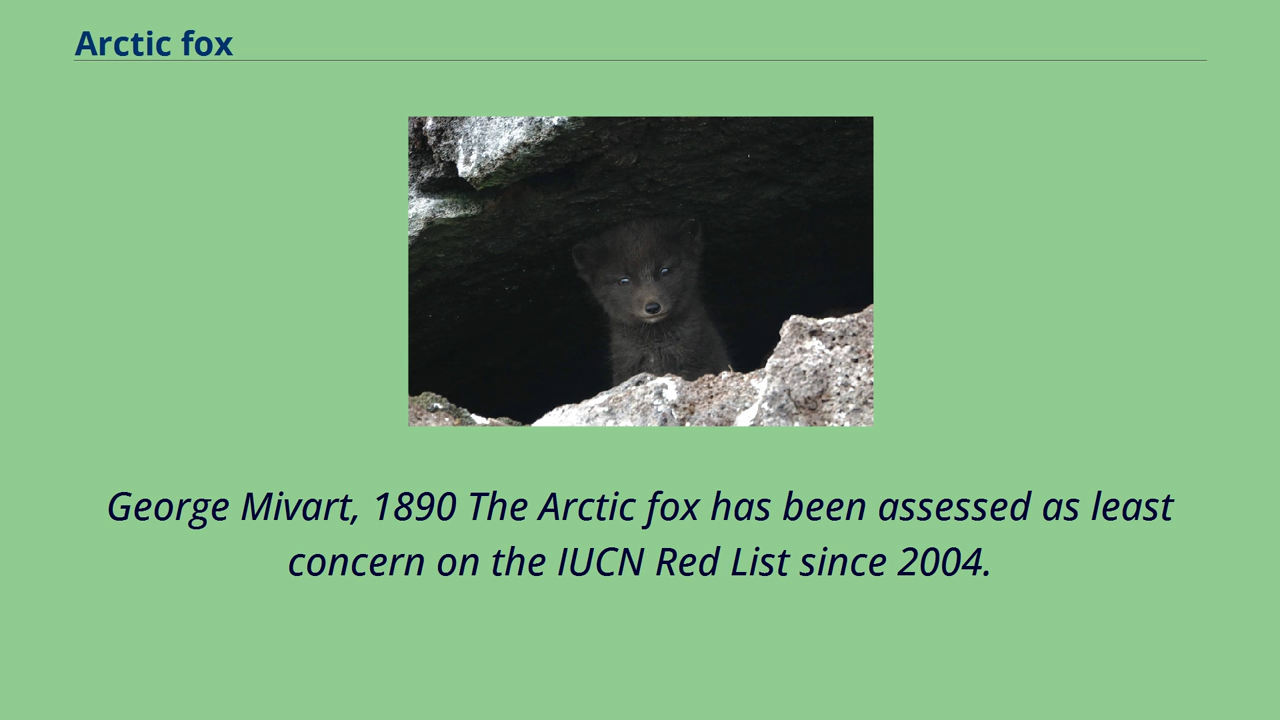 Arctic fox
George Mivart, 1890 The Arctic fox has been assessed as least
concern on the IUCN Red List since 2004.